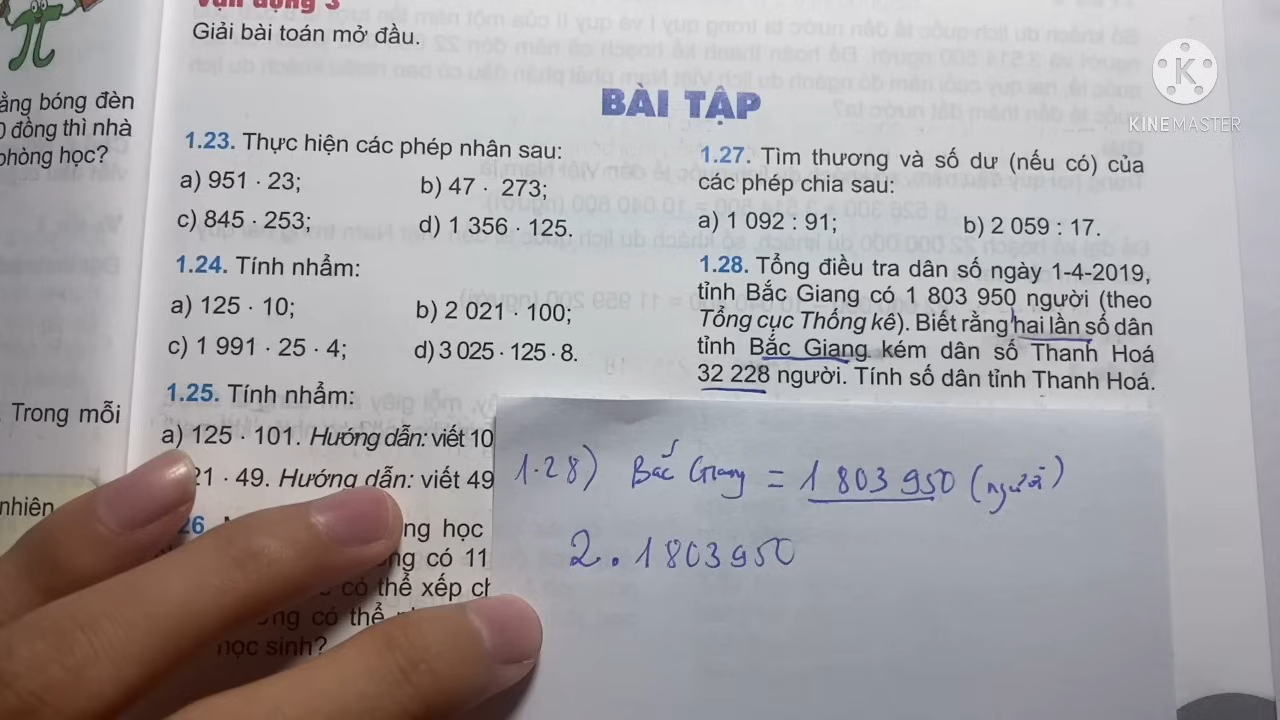 Vận dụng 3
Giải bài toán mở đầu.
π
bóng đèn
đồng thì nhà
phòng học?
Trong mỗi
nhiên
BÀI TẬP
1.23. Thực hiện các phép nhân sau:
a) 951 · 23;
b) 47 · 273;
c) 845 · 253;
d) 1 356 · 125.
1.24. Tính nhẩm:
a) 125 · 10;
b) 2 021 · 100;
c) 1 991 · 25 · 4;
d) 3 025 · 125 · 8.
1.25. Tính nhẩm:
a) 125 · 101. Hướng dẫn: viết 10
21 · 49. Hướng dẫn: viết 49
26
ng học
có 11
có thể xếp
có thể
học sinh?
1.27. Tìm thương và số dư (nếu có) của
các phép chia sau:
a) 1 092 : 91;
b) 2 059 : 17.
1.28. Tổng điều tra dân số ngày 1-4-2019,
tỉnh Bắc Giang có 1 803 950 người (theo
Tổng cục Thống kê). Biết rằng hai lần số dân
tỉnh Bắc Giang kém dân số Thanh Hoá
32 228 người. Tính số dân tỉnh Thanh Hoá.
1.28) Bắc Giang = 1 803 950 (người)
2 . 1803950
K
KINEMASTER